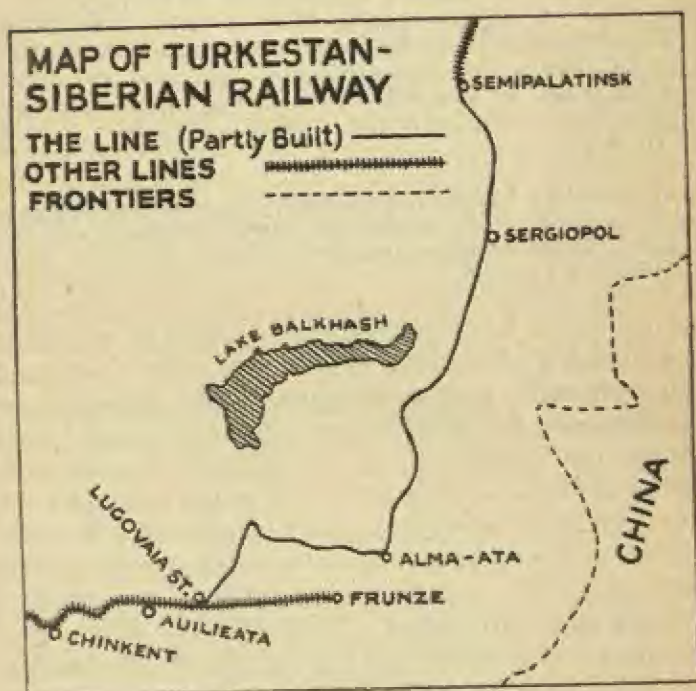 MAP OF TURKESTAN-
SIBERIAN RAILWAY
THE LINE (Partly Built)
OTHER LINES
FRONTIERS
SEMIPALATINSK
SERGIOPOL
LAKE BALKHASH
CHINA
LUGOVAIA ST.
ALMA-ATA
FRUNZE
AUILIEATA
CHINKENT